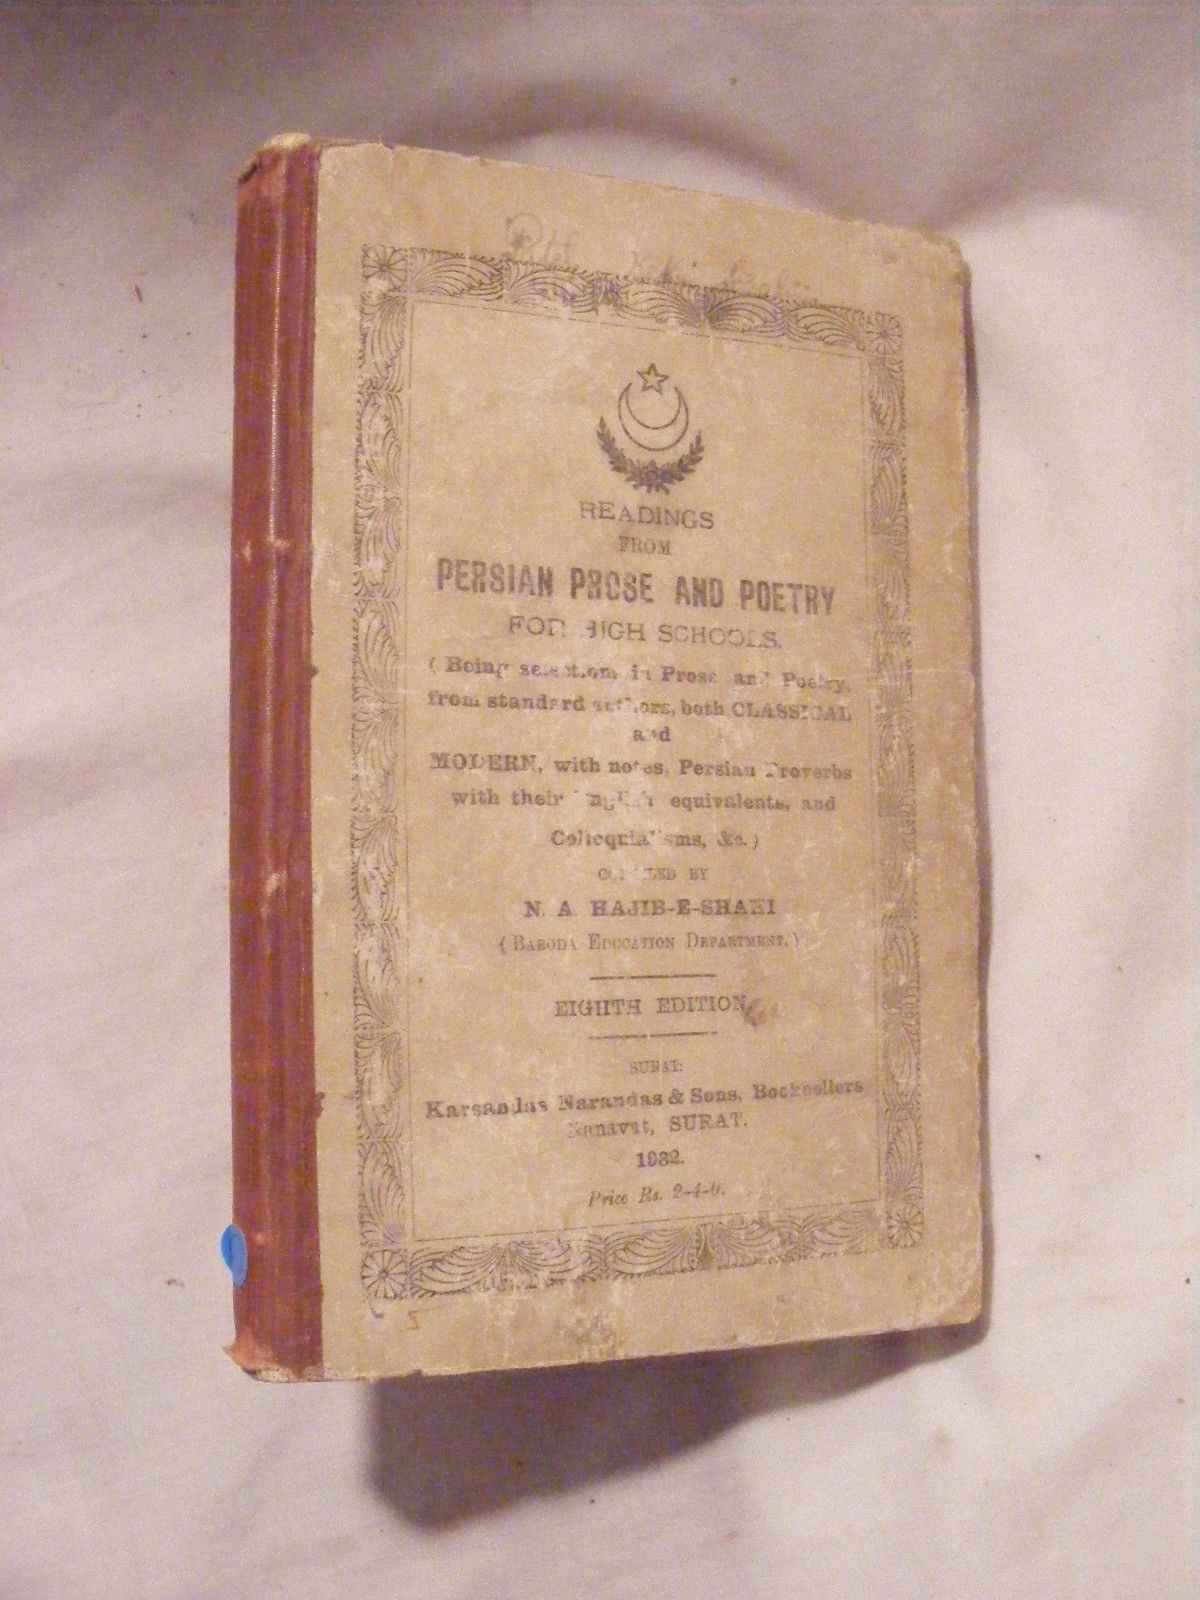 READINGS
FROM
PERSIAN PROSE AND POETRY
FOR HIGH SCHOOLS.
( Being selections in Prose and Poetry,
from standard authors, both CLASSICAL
and
MODERN, with notes, Persian Proverbs
with their English equivalents, and
Colloquialisms, &c. )
COMPILED BY
N. A. HAJIB-E-SHAHI
( BARODA EDUCATION DEPARTMENT. )
EIGHTH EDITION
SURAT:
Karsandas Narandas & Sons, Booksellers
Nanavat, SURAT.
1932.
Price Rs. 2-4-0.